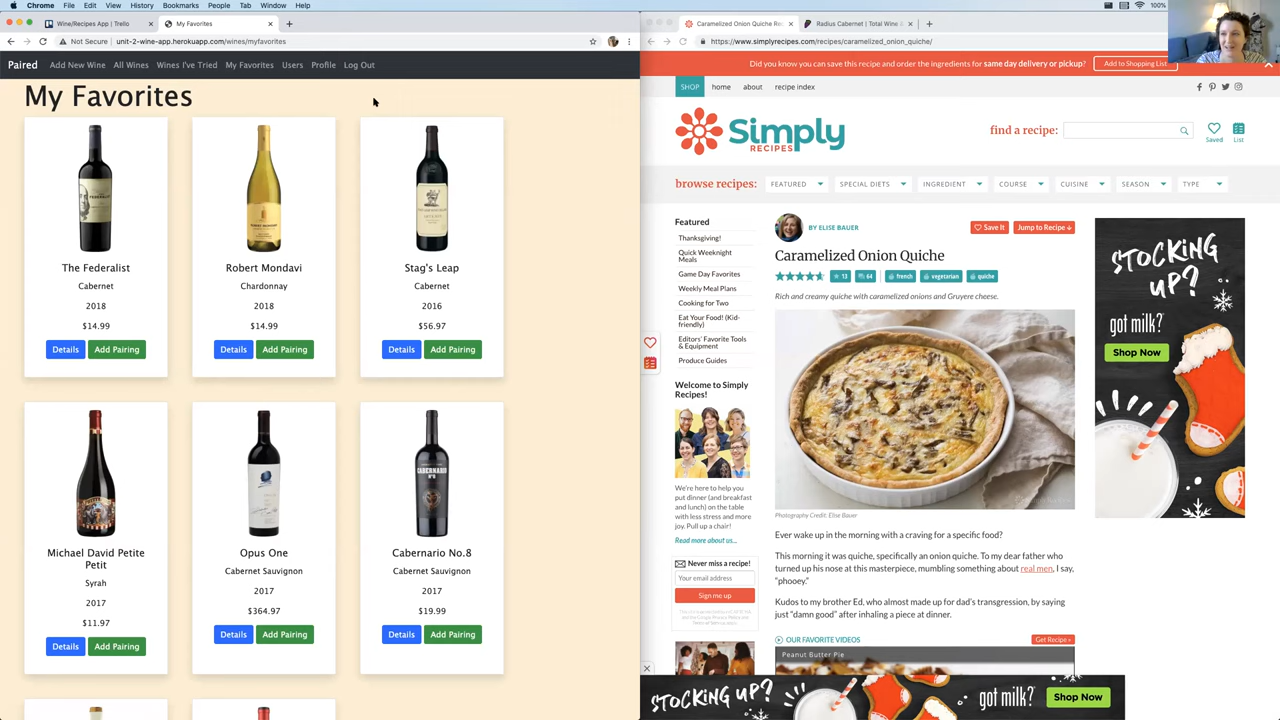 Chrome File Edit View History Bookmarks People Tab Window Help
100%
Wine/Recipes App | Trello
My Favorites
Not Secure | unit-2-wine-app.herokuapp.com/wines/myfavorites
Paired Add New Wine All Wines Wines I've Tried My Favorites Users Profile Log Out
My Favorites
The Federalist
Cabernet
2018
$14.99
Details Add Pairing
Robert Mondavi
Chardonnay
2018
$14.99
Details Add Pairing
Stag's Leap
Cabernet
2016
$56.97
Details Add Pairing
Michael David Petite
Petit
Syrah
2017
$11.97
Details Add Pairing
Opus One
Cabernet Sauvignon
2017
$364.97
Details Add Pairing
CABERNARIO
Nº8
Cabernario No.8
Cabernet Sauvignon
2017
$19.99
Details Add Pairing
Caramelized Onion Quiche Re
Radius Cabernet | Total Wine
https://www.simplyrecipes.com/recipes/caramelized_onion_quiche/
Did you know you can save this recipe and order the ingredients for same day delivery or pickup?
Add to Shopping List
SHOP home about recipe index
Simply
RECIPES
find a recipe:
Saved
List
browse recipes: FEATURED SPECIAL DIETS INGREDIENT COURSE CUISINE SEASON TYPE
Featured
Thanksgiving!
Quick Weeknight
Meals
Game Day Favorites
Weekly Meal Plans
Cooking for Two
Eat Your Food! (Kid-
friendly)
Editors' Favorite Tools
& Equipment
Produce Guides
Welcome to Simply
Recipes!
We're here to help you
put dinner (and breakfast
and lunch) on the table
with less stress and more
joy. Pull up a chair!
Read more about us...
Never miss a recipe!
Your email address
Sign me up
BY ELISE BAUER
Save It
Jump to Recipe
Caramelized Onion Quiche
13 64 french vegetarian quiche
Rich and creamy quiche with caramelized onions and Gruyere cheese.
Photography Credit: Elise Bauer
Ever wake up in the morning with a craving for a specific food?
This morning it was quiche, specifically an onion quiche. To my dear father who
turned up his nose at this masterpiece, mumbling something about real men, I say,
"phooey."
Kudos to my brother Ed, who almost made up for dad's transgression, by saying
just "damn good" after inhaling a piece at dinner.
OUR FAVORITE VIDEOS
Get Recipe »
Peanut Butter Pie
STOCKING
UP?
got milk?
Shop Now
STOCKING UP?
got milk?
Shop Now